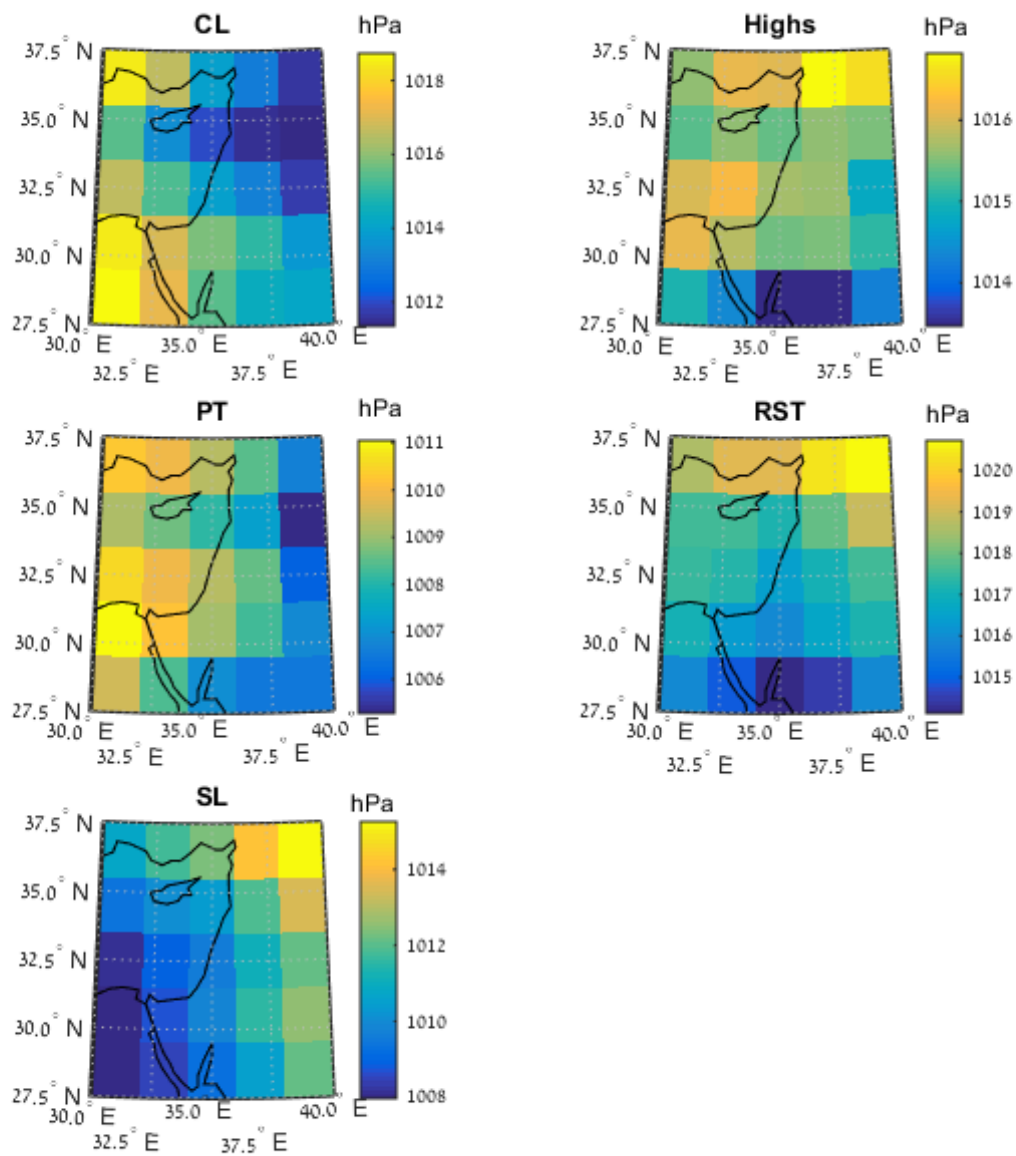 CL
hPa
37.5° N
35.0° N
32.5° N
30.0° N
27.5° N
30.0° E
32.5° E
35.0° E
37.5° E
40.0° E
1018
1016
1014
1012
Highs
hPa
37.5° N
35.0° N
32.5° N
30.0° N
27.5° N
30.0° E
32.5° E
35.0° E
37.5° E
40.0° E
1016
1015
1014
PT
hPa
37.5° N
35.0° N
32.5° N
30.0° N
27.5° N
30.0° E
32.5° E
35.0° E
37.5° E
40.0° E
1011
1010
1009
1008
1007
1006
RST
hPa
37.5° N
35.0° N
32.5° N
30.0° N
27.5° N
30.0° E
32.5° E
35.0° E
37.5° E
40.0° E
1020
1019
1018
1017
1016
1015
SL
hPa
37.5° N
35.0° N
32.5° N
30.0° N
27.5° N
30.0° E
32.5° E
35.0° E
37.5° E
40.0° E
1014
1012
1010
1008